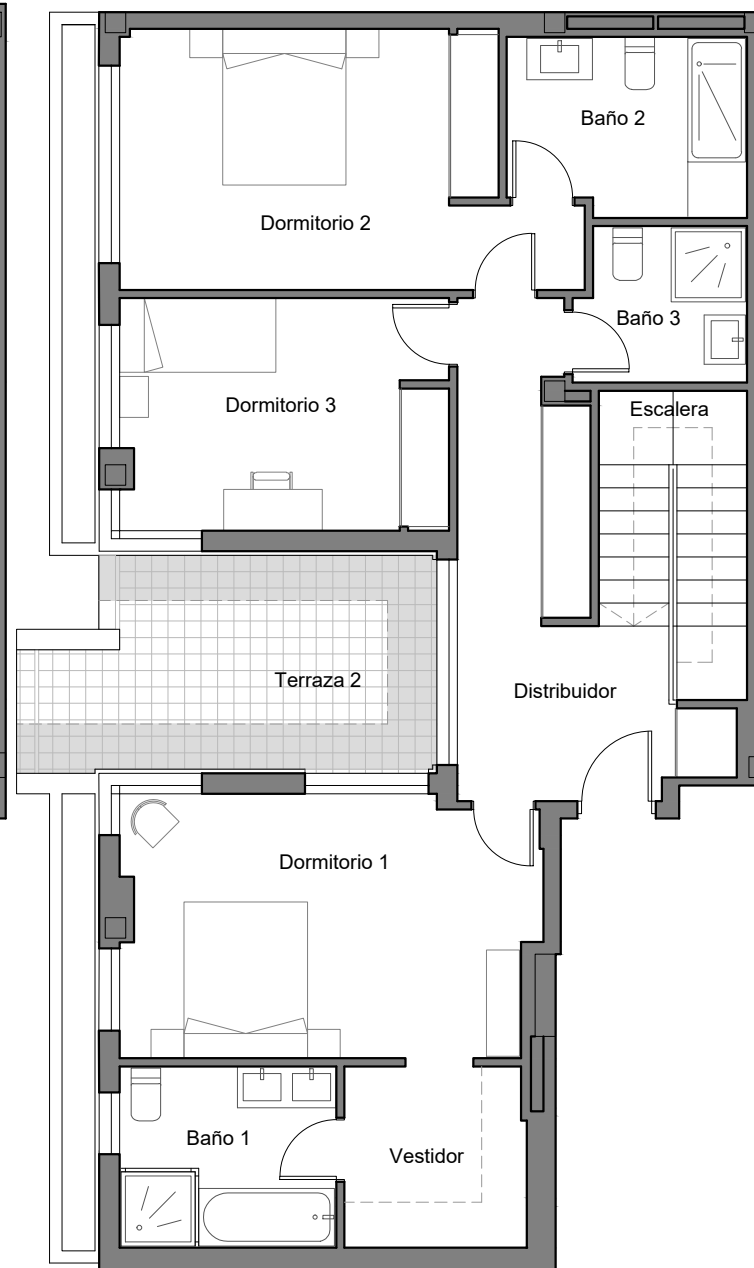 Baño 2
Dormitorio 2
Baño 3
Dormitorio 3
Escalera
Terraza 2
Distribuidor
Dormitorio 1
Baño 1
Vestidor